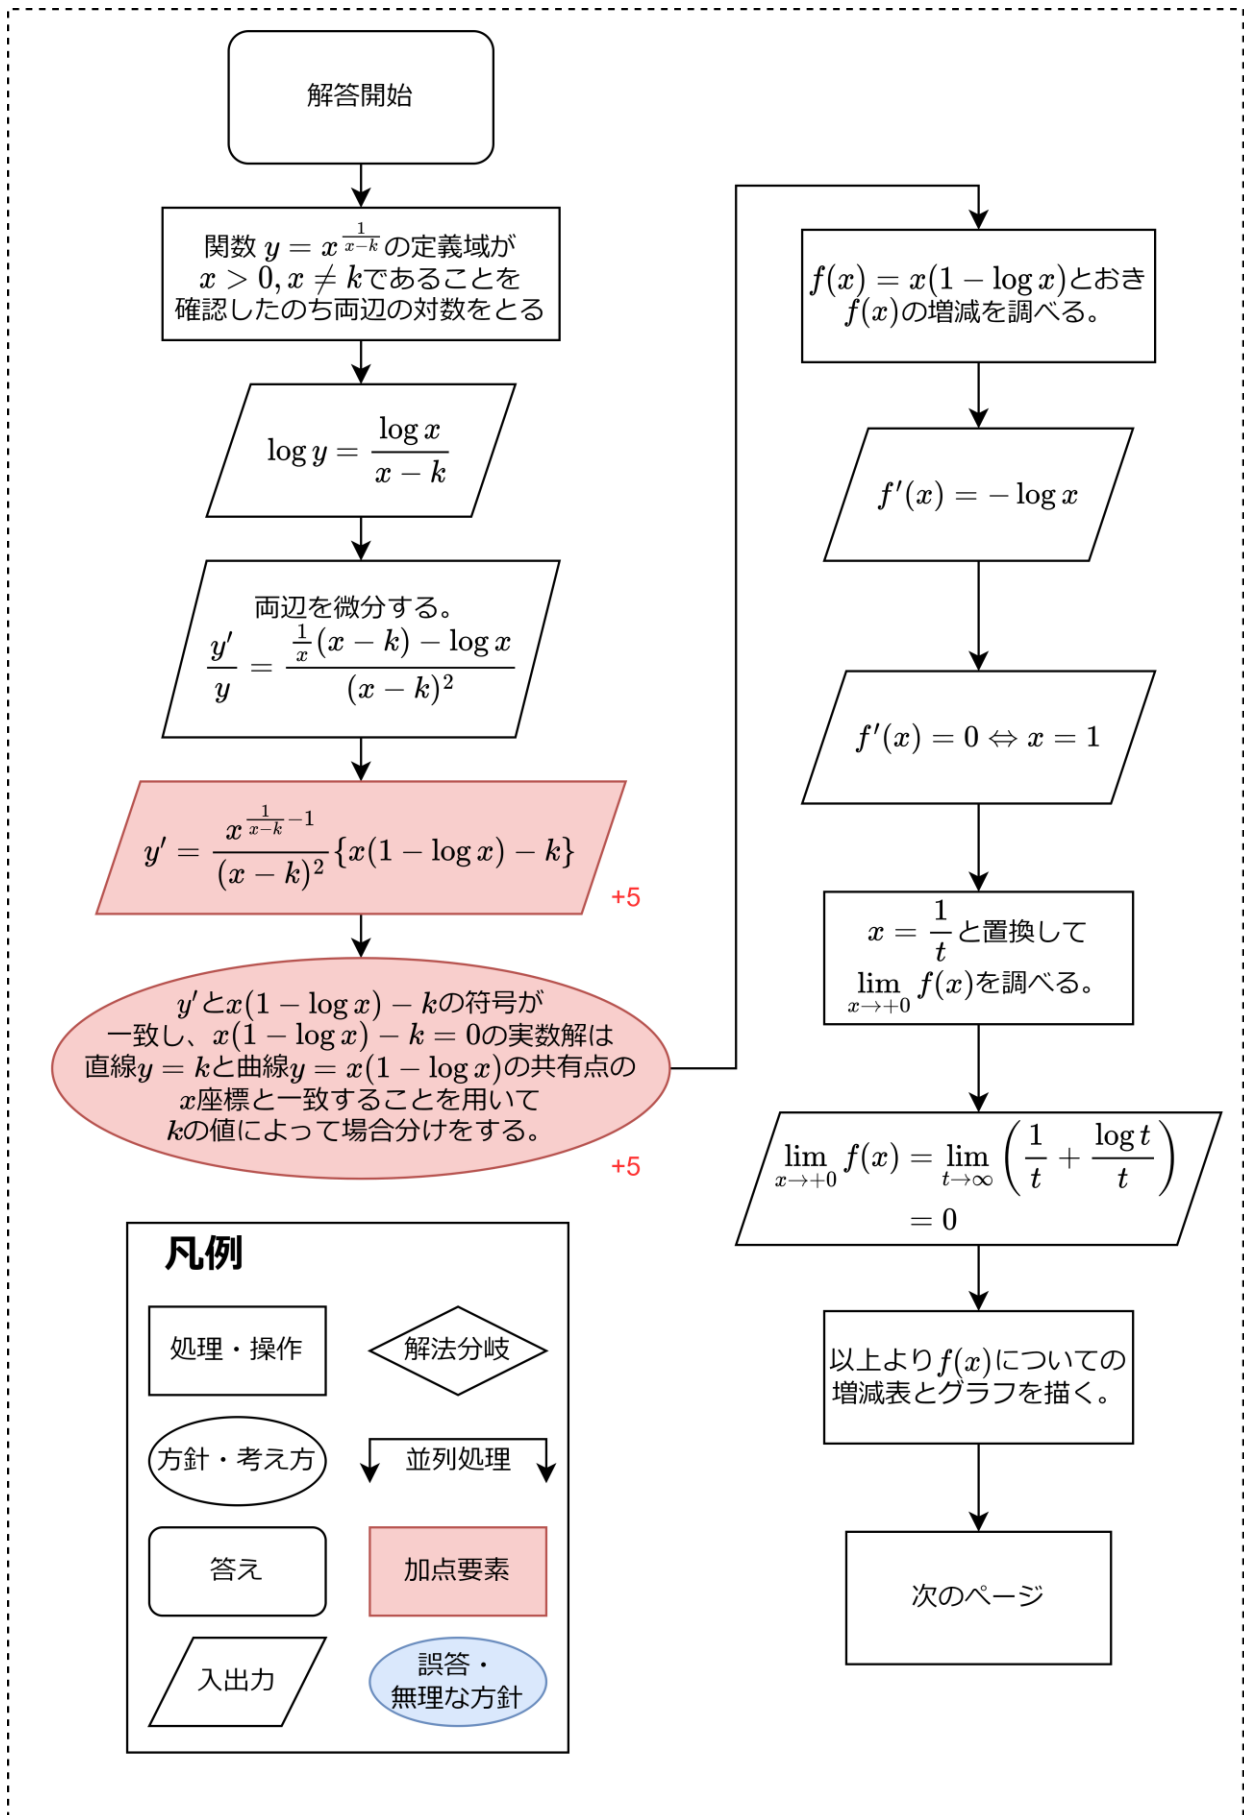 解答開始
関数 y = x^{\frac{1}{x-k}} の定義域が
x > 0, x ≠ k であることを
確認したのち両辺の対数をとる
\log y = \frac{\log x}{x - k}
両辺を微分する。
\frac{y'}{y} = \frac{\frac{1}{x}(x - k) - \log x}{(x - k)^2}
y' = \frac{x^{\frac{1}{x-k}-1}}{(x - k)^2}\{x(1 - \log x) - k\}
+5
y'とx(1 − log x) − kの符号が
一致し、x(1 − log x) − k = 0の実数解は
直線y = kと曲線y = x(1 − log x)の共有点の
x座標と一致することを用いて
kの値によって場合分けをする。
+5
f(x) = x(1 − log x)とおき
f(x)の増減を調べる。
f'(x) = − log x
f'(x) = 0 ⇔ x = 1
x = \frac{1}{t} と置換して
\lim_{x→+0} f(x)を調べる。
\lim_{x→+0} f(x) = \lim_{t→∞} \left(\frac{1}{t} + \frac{\log t}{t}\right)
= 0
以上よりf(x)についての
増減表とグラフを描く。
次のページ
凡例
処理・操作
解法分岐
方針・考え方
並列処理
答え
加点要素
入出力
誤答・
無理な方針